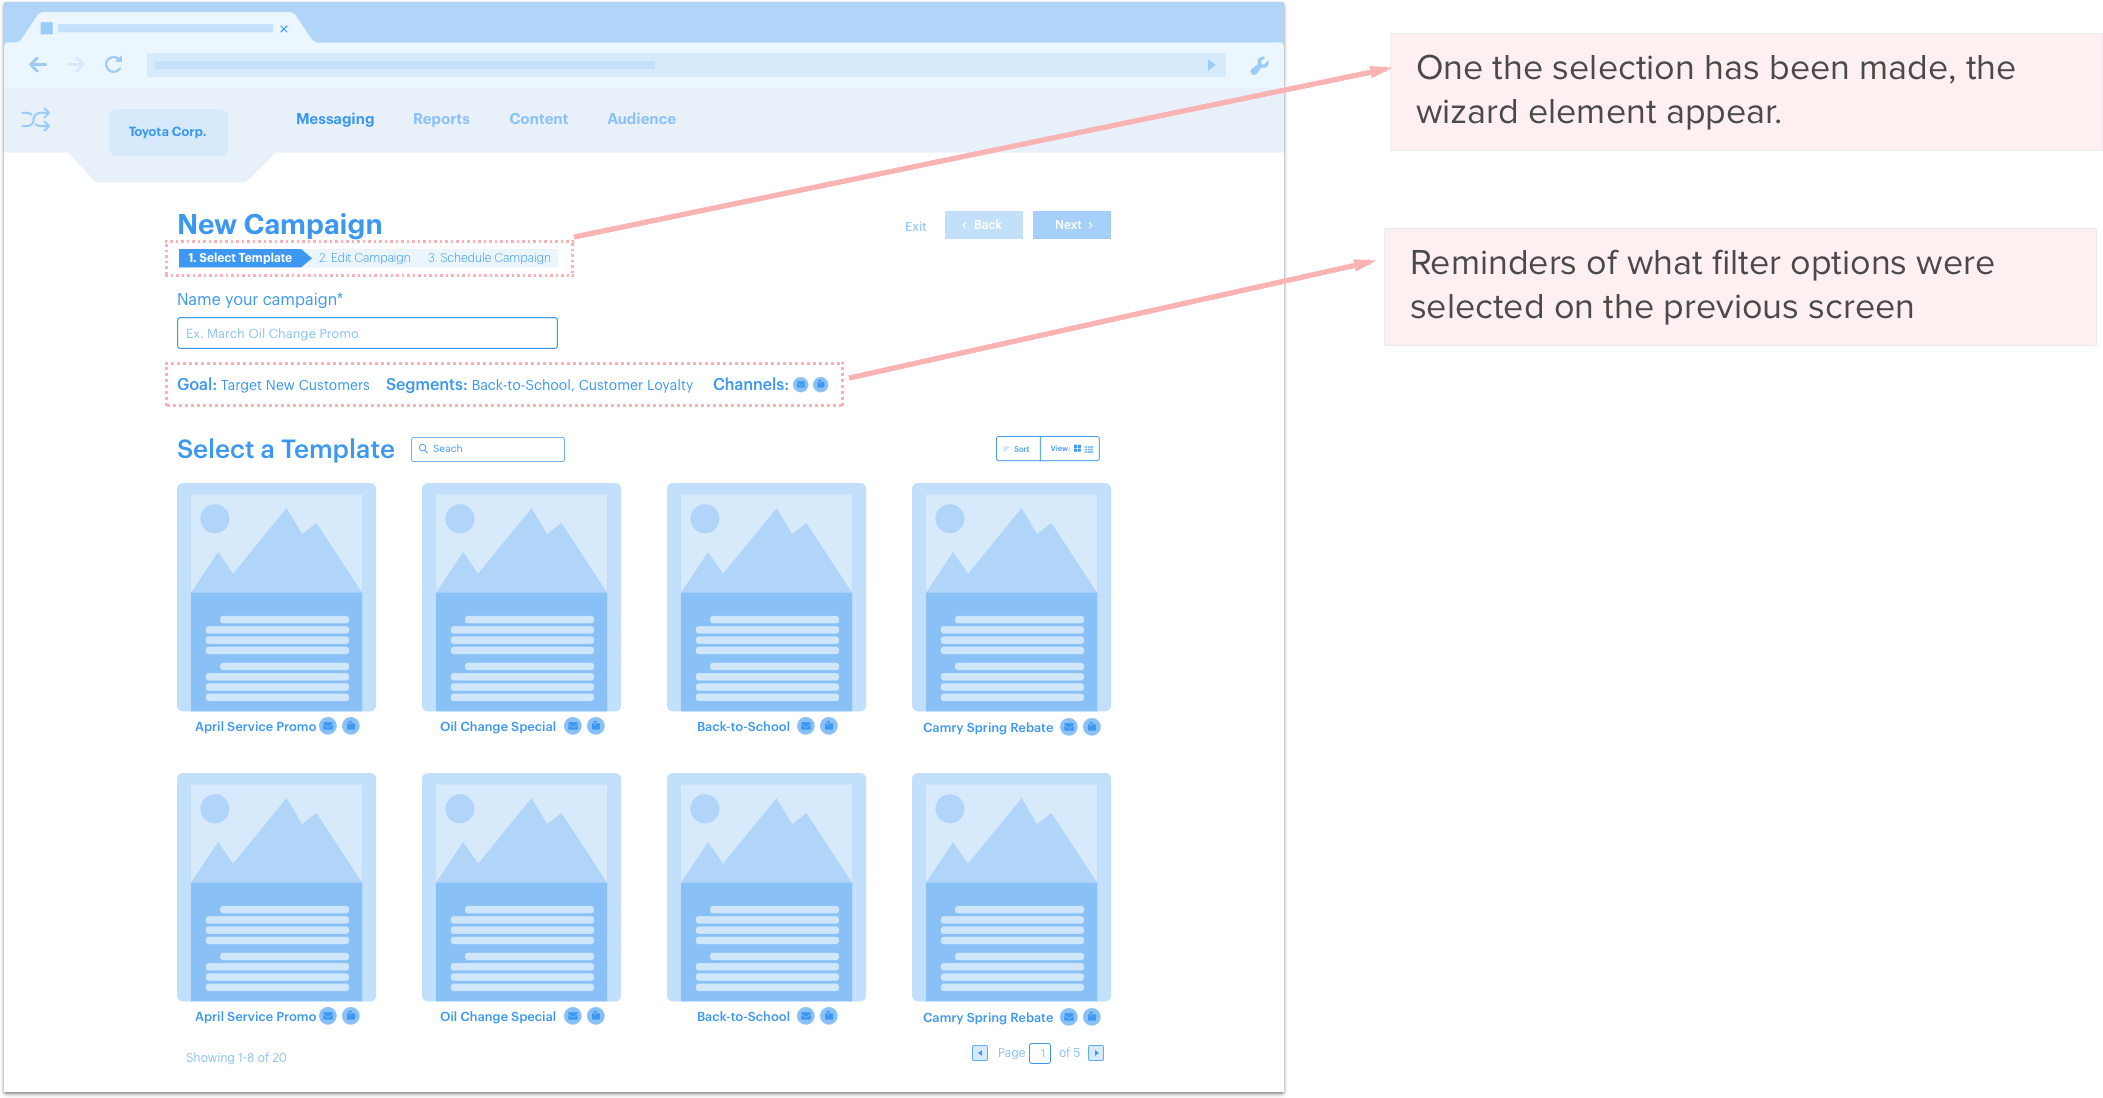 Toyota Corp.
Messaging Reports Content Audience
One the selection has been made, the
wizard element appear.
New Campaign
Exit ‹ Back Next ›
1. Select Template 2. Edit Campaign 3. Schedule Campaign
Reminders of what filter options were
selected on the previous screen
Name your campaign*
Ex. March Oil Change Promo
Goal: Target New Customers Segments: Back-to-School, Customer Loyalty Channels:
Select a Template Seach Sort View:
April Service Promo Oil Change Special Back-to-School Camry Spring Rebate
April Service Promo Oil Change Special Back-to-School Camry Spring Rebate
Showing 1-8 of 20 Page 1 of 5